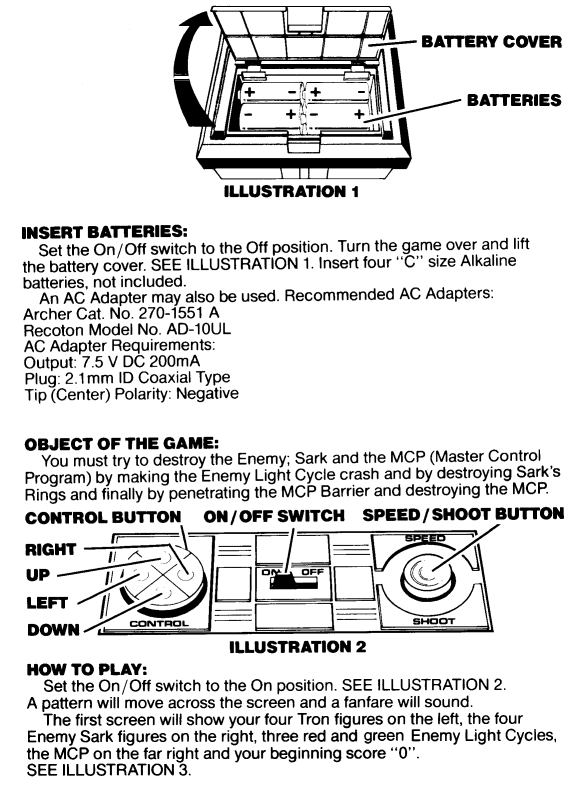 BATTERY COVER
BATTERIES
+ - + -
- + - +
ILLUSTRATION 1
INSERT BATTERIES:
Set the On/Off switch to the Off position. Turn the game over and lift
the battery cover. SEE ILLUSTRATION 1. Insert four "C" size Alkaline
batteries, not included.
An AC Adapter may also be used. Recommended AC Adapters:
Archer Cat. No. 270-1551 A
Recoton Model No. AD-10UL
AC Adapter Requirements:
Output: 7.5 V DC 200mA
Plug: 2.1mm ID Coaxial Type
Tip (Center) Polarity: Negative
OBJECT OF THE GAME:
You must try to destroy the Enemy; Sark and the MCP (Master Control
Program) by making the Enemy Light Cycle crash and by destroying Sark's
Rings and finally by penetrating the MCP Barrier and destroying the MCP.
CONTROL BUTTON ON/OFF SWITCH SPEED/SHOOT BUTTON
RIGHT
UP
LEFT
DOWN
CONTROL
ON OFF
SPEED
SHOOT
ILLUSTRATION 2
HOW TO PLAY:
Set the On/Off switch to the On position. SEE ILLUSTRATION 2.
A pattern will move across the screen and a fanfare will sound.
The first screen will show your four Tron figures on the left, the four
Enemy Sark figures on the right, three red and green Enemy Light Cycles,
the MCP on the far right and your beginning score "0".
SEE ILLUSTRATION 3.